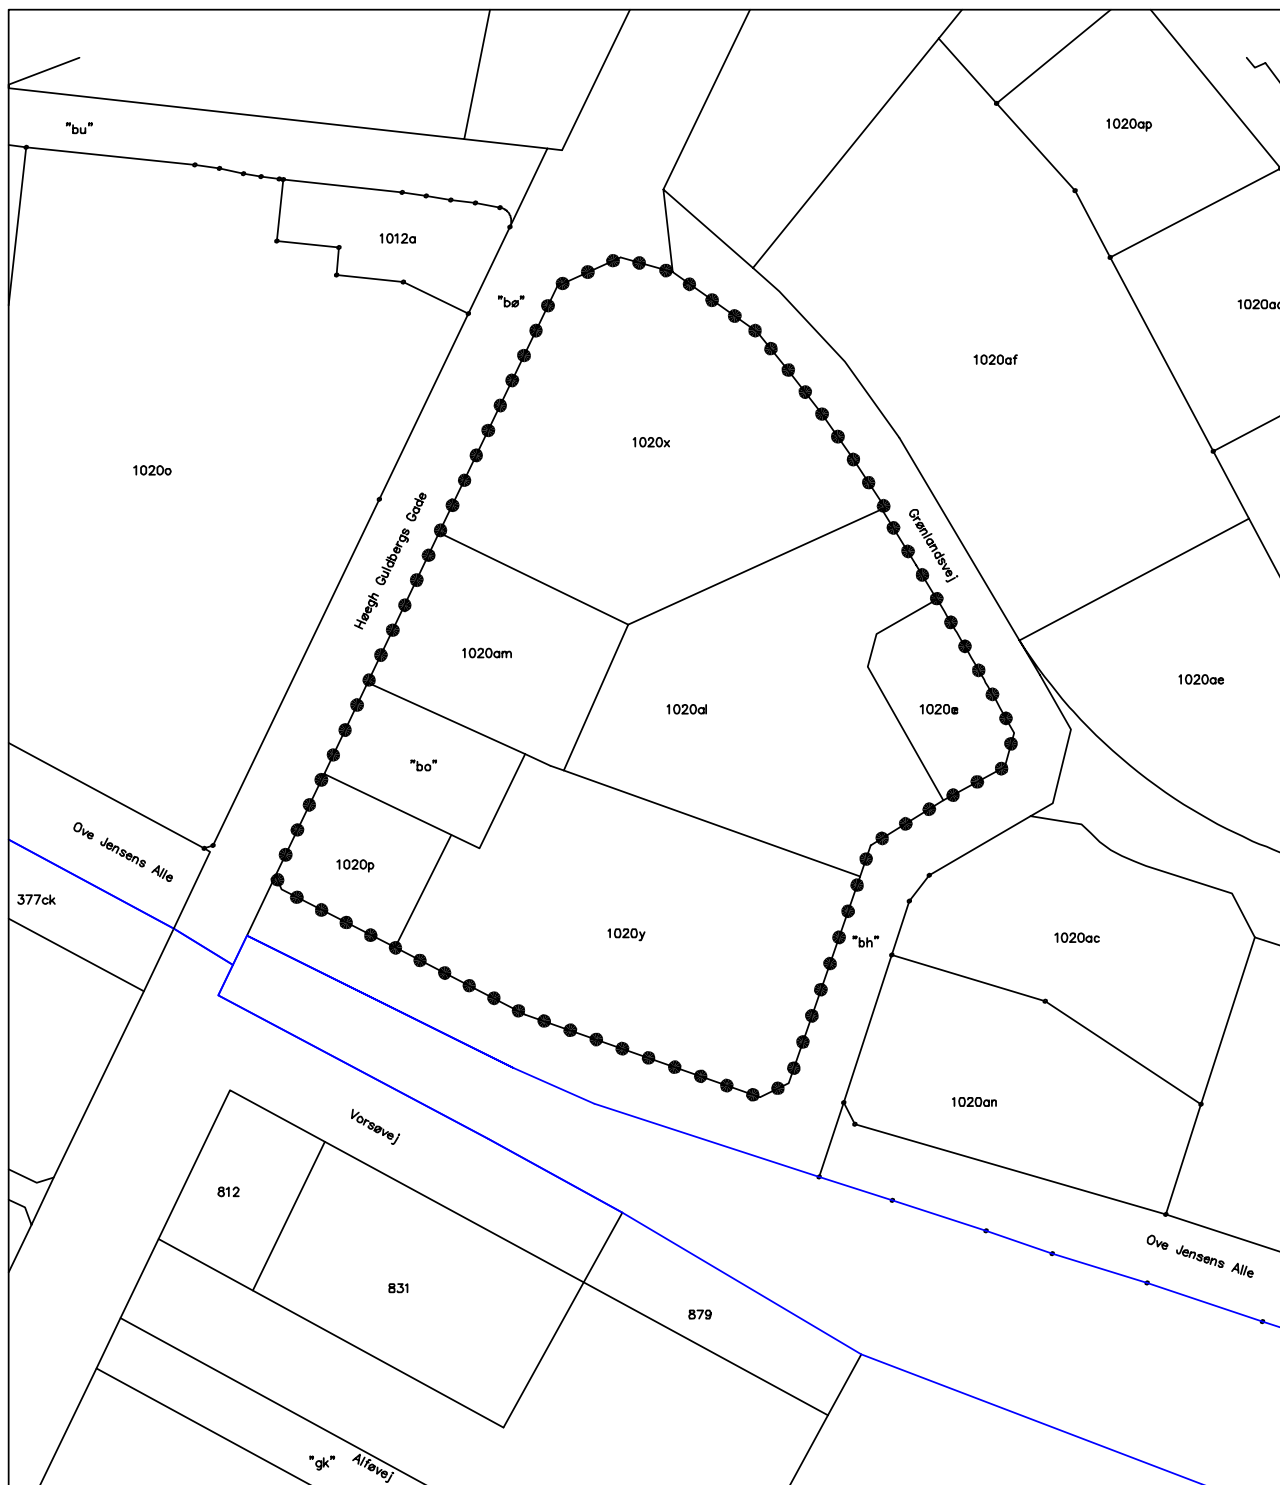 "bu"
1020ap
1012a
"bø"
1020af
1020x
1020o
Høegh Guldbergs Gade
Grønlandsvej
1020am
1020al
1020e
1020ae
"bo"
Ove Jensens Alle
1020p
377ck
1020y
"bh"
1020ac
1020an
Vorsøvej
812
831
Ove Jensens Alle
879
"gk"
Alføvej